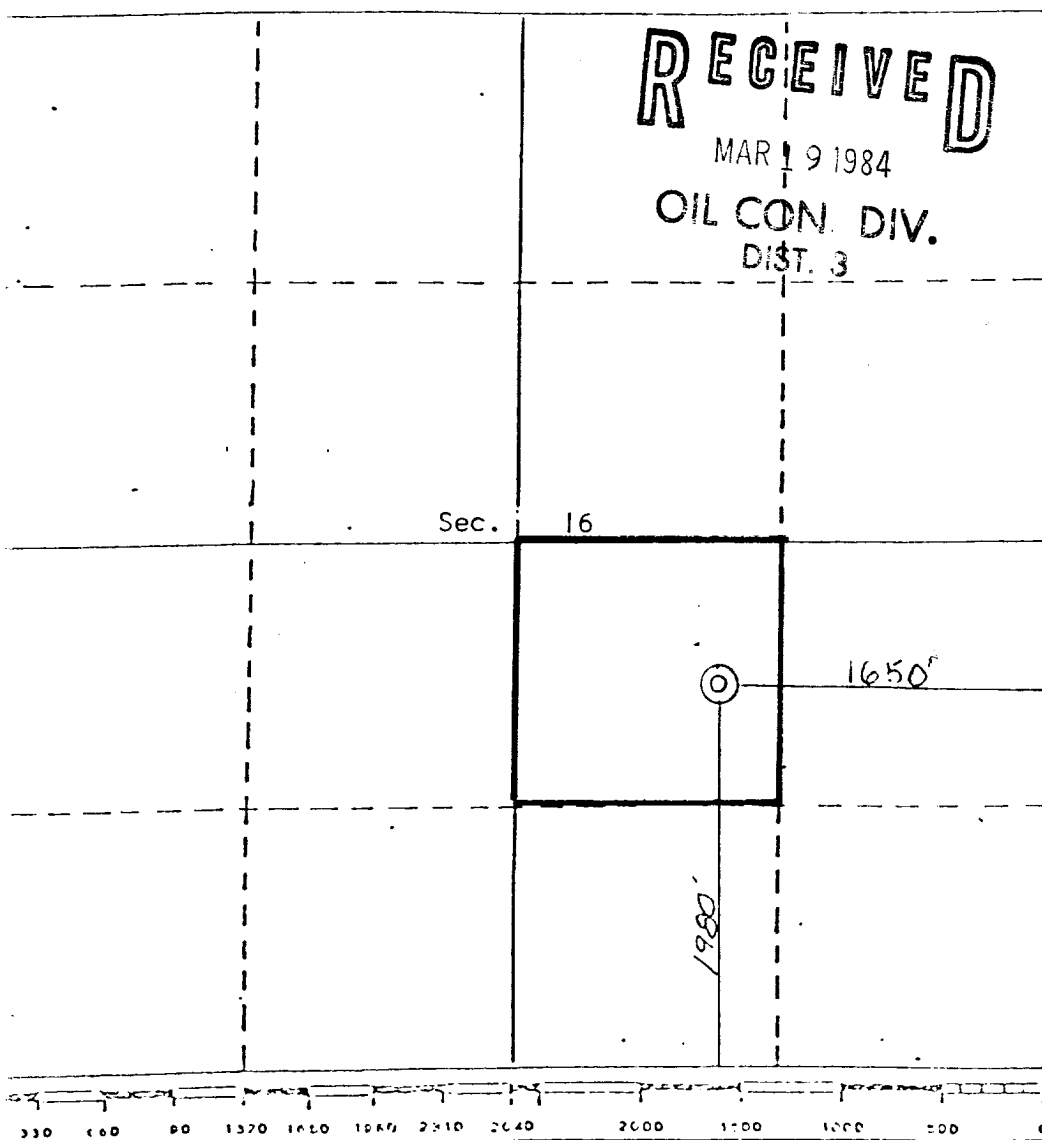 RECEIVED
MAR 19 1984
OIL CON. DIV.
DIST. 3
Sec. 16
1650'
1980'
330 660 90 1320 1650 1980 2310 2640 2000 1500 1000 500